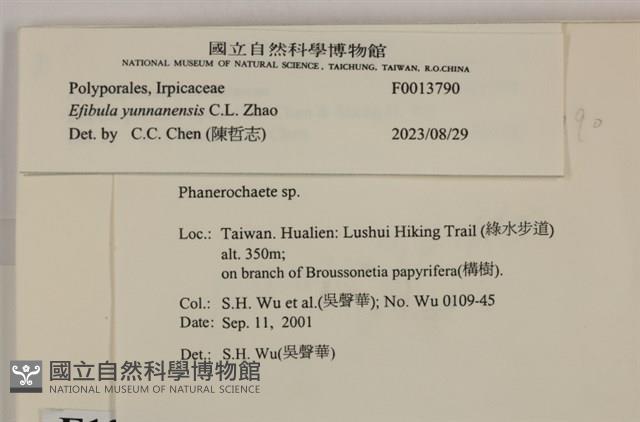 國立自然科學博物館
NATIONAL MUSEUM OF NATURAL SCIENCE, TAICHUNG, TAIWAN, R.O.CHINA
Polyporales, Irpicaceae F0013790
Efibula yunnanensis C.L. Zhao
Det. by C.C. Chen (陳哲志) 2023/08/29
90
Phanerochaete sp.
Loc.: Taiwan. Hualien: Lushui Hiking Trail (綠水步道)
alt. 350m;
on branch of Broussonetia papyrifera(構樹).
Col.: S.H. Wu et al.(吳聲華); No. Wu 0109-45
Date: Sep. 11, 2001
Det.: S.H. Wu(吳聲華)
國立自然科學博物館
NATIONAL MUSEUM OF NATURAL SCIENCE